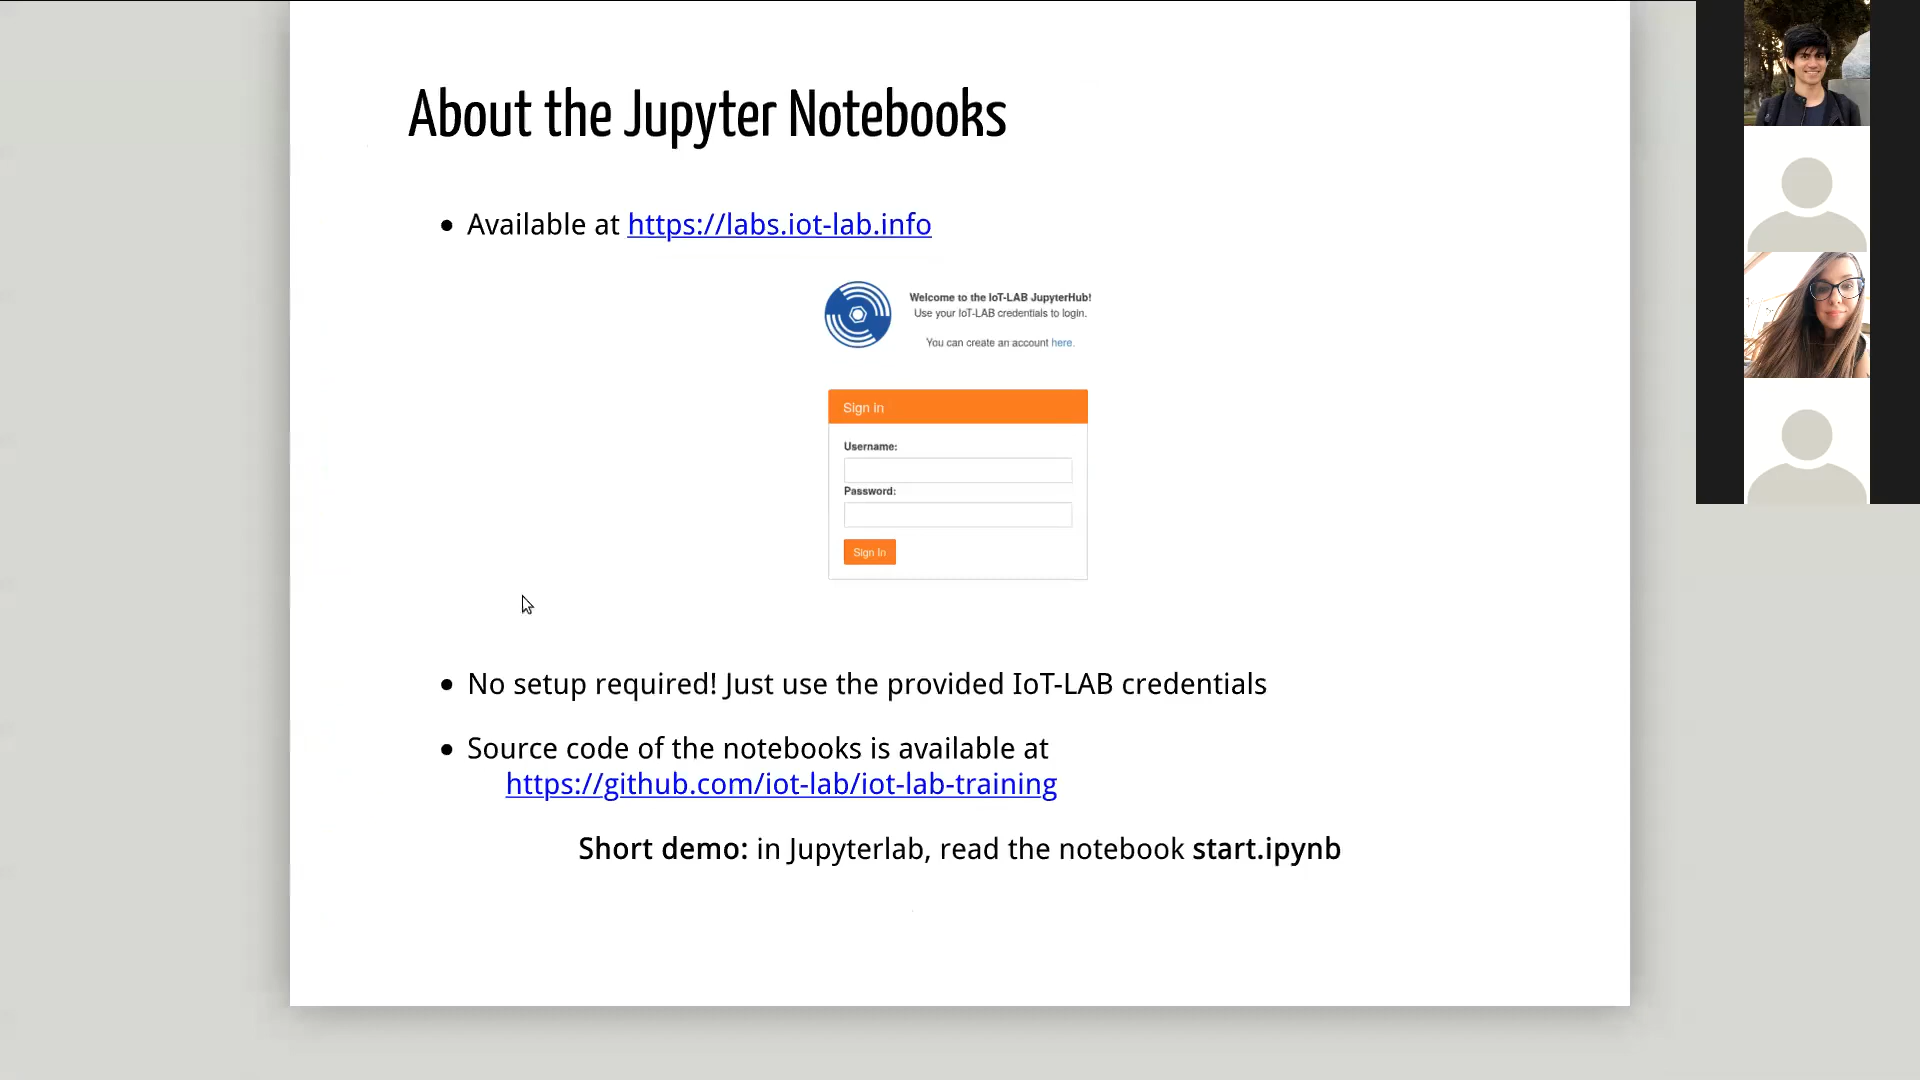 About the Jupyter Notebooks
Available at https://labs.iot-lab.info
Welcome to the IoT-LAB JupyterHub!
Use your IoT-LAB credentials to login.
You can create an account here.
Sign in
Username:
Password:
Sign In
No setup required! Just use the provided IoT-LAB credentials
Source code of the notebooks is available at
https://github.com/iot-lab/iot-lab-training
Short demo: in Jupyterlab, read the notebook start.ipynb